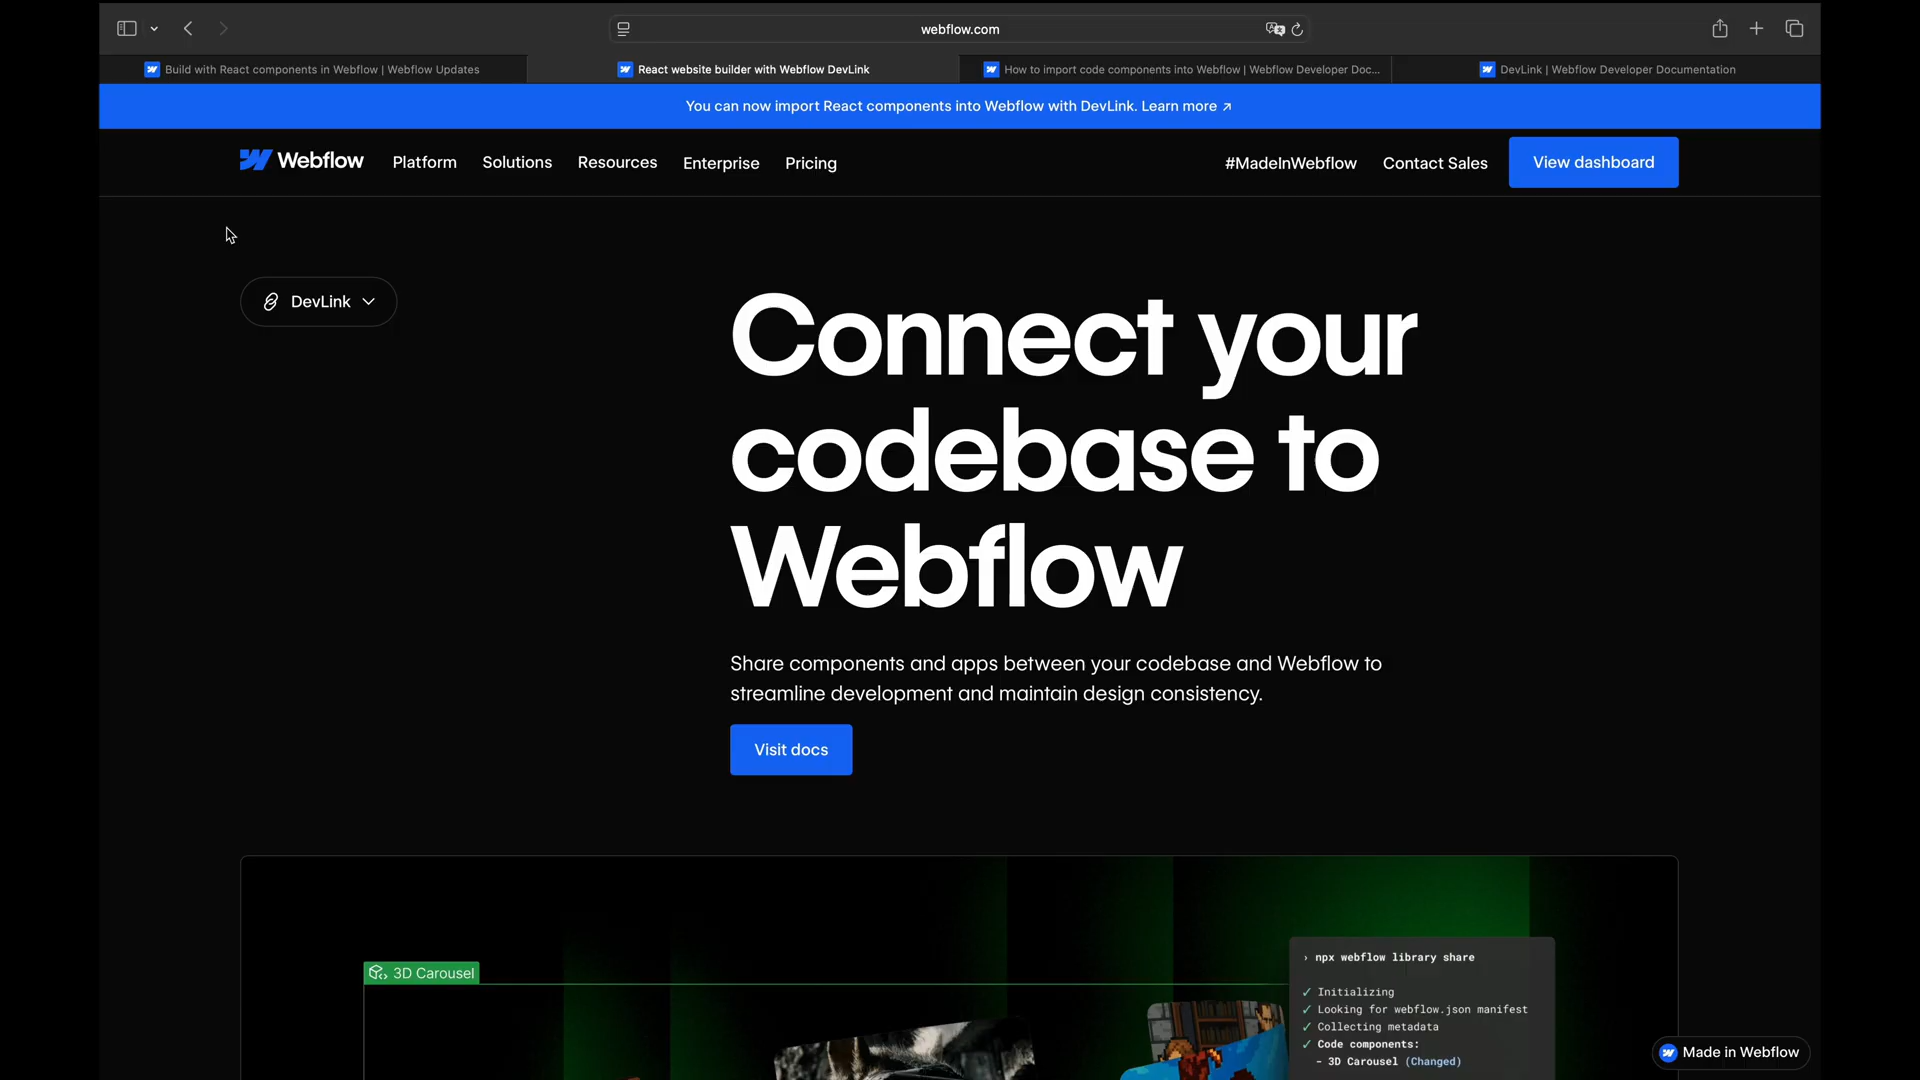 webflow.com
Build with React components in Webflow | Webflow Updates
React website builder with Webflow DevLink
How to import code components into Webflow | Webflow Developer Doc...
DevLink | Webflow Developer Documentation
You can now import React components into Webflow with DevLink. Learn more ↗
Webflow
Platform
Solutions
Resources
Enterprise
Pricing
#MadeInWebflow
Contact Sales
View dashboard
DevLink
Connect your
codebase to
Webflow
Share components and apps between your codebase and Webflow to
streamline development and maintain design consistency.
Visit docs
3D Carousel
› npx webflow library share
✓ Initializing
✓ Looking for webflow.json manifest
✓ Collecting metadata
✓ Code components:
- 3D Carousel (Changed)
Made in Webflow